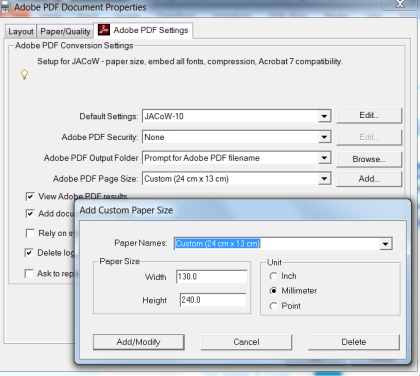 Adobe PDF Document Properties
X
Layout Paper/Quality Adobe PDF Settings
Adobe PDF Conversion Settings
Setup for JACoW - paper size, embed all fonts, compression, Acrobat 7 compatibility.
Default Settings: JACoW-10 Edit...
Adobe PDF Security: None Edit...
Adobe PDF Output Folder Prompt for Adobe PDF filename Browse...
Adobe PDF Page Size: Custom (24 cm x 13 cm) Add...
View Adobe PDF results
Add docu
Rely on sy
Delete log
Ask to repl
Add Custom Paper Size
Paper Names: Custom (24 cm x 13 cm)
Paper Size
Width 130.0
Height 240.0
Unit
Inch
Millimeter
Point
Add/Modify Cancel Delete